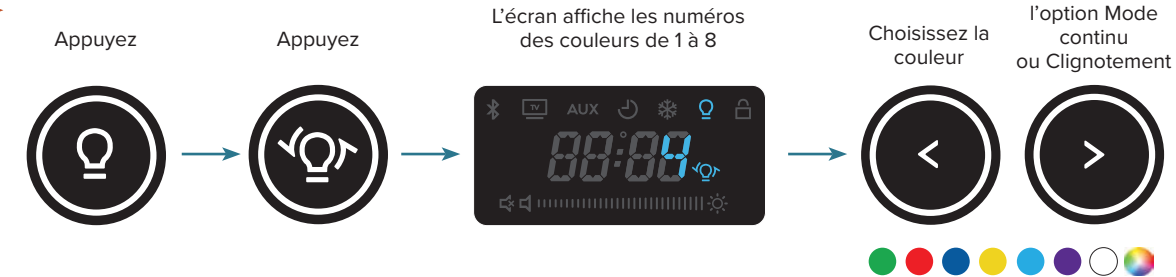 Appuyez
Appuyez
L'écran affiche les numéros
des couleurs de 1 à 8
TV
AUX
88:84
Choisissez la
couleur
<
l'option Mode
continu
ou Clignotement
>